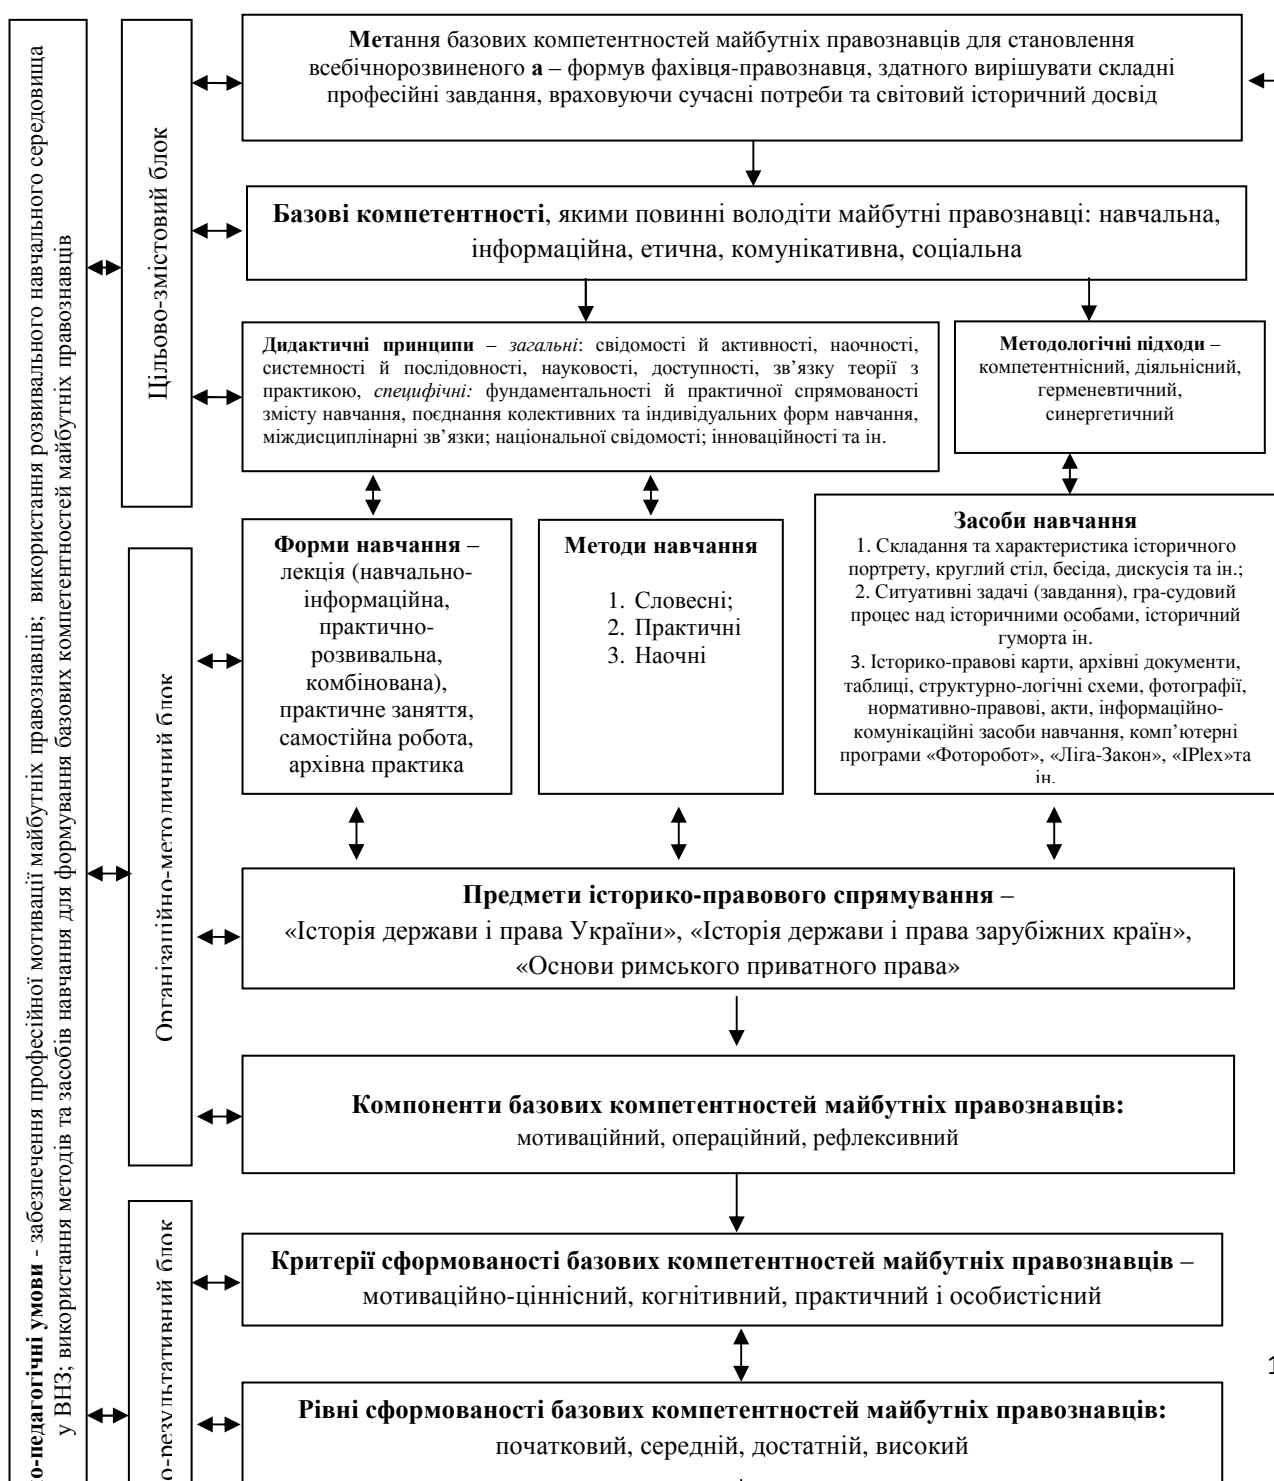 о-педагогічні умови - забезпечення професійної мотивації майбутніх правознавців; використання розвивального навчального середовища
у ВНЗ; використання методів та засобів навчання для формування базових компетентностей майбутніх правознавців
Цільово-змістовий блок
Метання базових компетентностей майбутніх правознавців для становлення
всебічнорозвиненого а – формув фахівця-правознавця, здатного вирішувати складні
професійні завдання, враховуючи сучасні потреби та світовий історичний досвід
Базові компетентності, якими повинні володіти майбутні правознавці: навчальна,
інформаційна, етична, комунікативна, соціальна
Дидактичні принципи – загальні: свідомості й активності, наочності,
системності й послідовності, науковості, доступності, зв’язку теорії з
практикою, специфічні: фундаментальності й практичної спрямованості
змісту навчання, поєднання колективних та індивідуальних форм навчання,
міждисциплінарні зв’язки; національної свідомості; інноваційності та ін.
Методологічні підходи –
компетентнісний, діяльнісний,
герменевтичний,
синергетичний
Організаційно-методичний блок
Форми навчання –
лекція (навчально-
інформаційна,
практично-
розвивальна,
комбінована),
практичне заняття,
самостійна робота,
архівна практика
Методи навчання
1. Словесні;
2. Практичні
3. Наочні
Засоби навчання
1. Складання та характеристика історичного
портрету, круглий стіл, бесіда, дискусія та ін.;
2. Ситуативні задачі (завдання), гра-судовий
процес над історичними особами, історичний
гуморта ін.
3. Історико-правові карти, архівні документи,
таблиці, структурно-логічні схеми, фотографії,
нормативно-правові, акти, інформаційно-
комунікаційні засоби навчання, комп’ютерні
програми «Фоторобот», «Ліга-Закон», «IPlex»та
ін.
Предмети історико-правового спрямування –
«Історія держави і права України», «Історія держави і права зарубіжних країн»,
«Основи римського приватного права»
Компоненти базових компетентностей майбутніх правознавців:
мотиваційний, операційний, рефлексивний
о-результативний блок
Критерії сформованості базових компетентностей майбутніх правознавців –
мотиваційно-ціннісний, когнітивний, практичний і особистісний
1
Рівні сформованості базових компетентностей майбутніх правознавців:
початковий, середній, достатній, високий